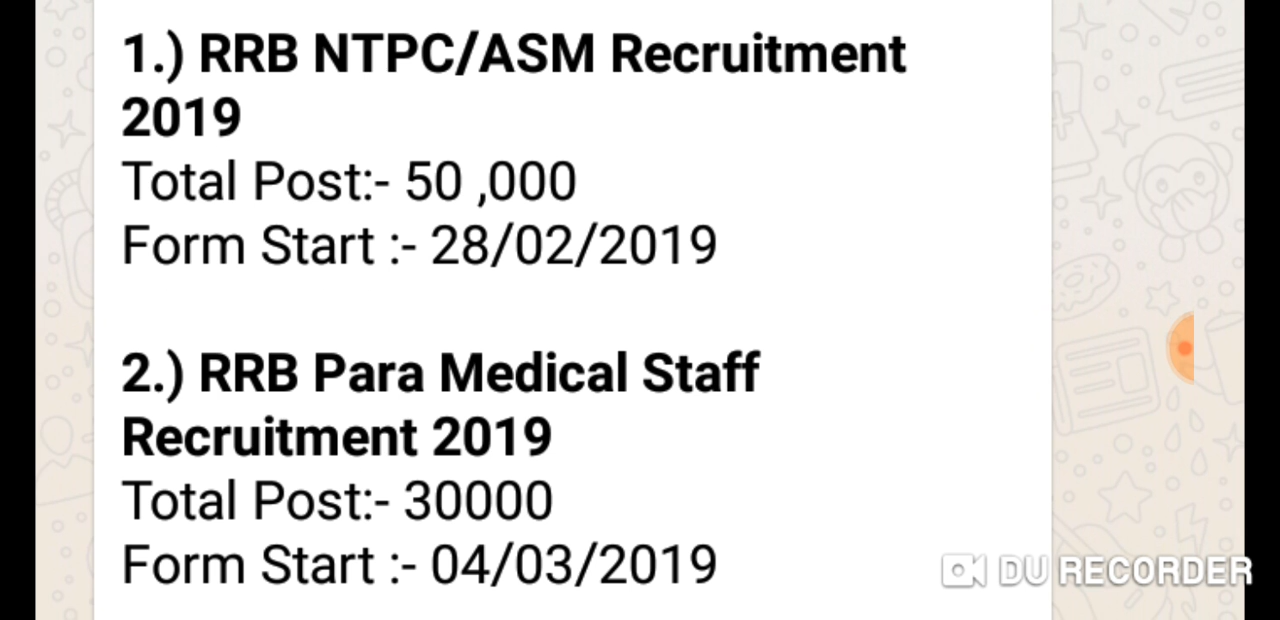 1.) RRB NTPC/ASM Recruitment
2019
Total Post:- 50 ,000
Form Start :- 28/02/2019
2.) RRB Para Medical Staff
Recruitment 2019
Total Post:- 30000
Form Start :- 04/03/2019
DU RECORDER